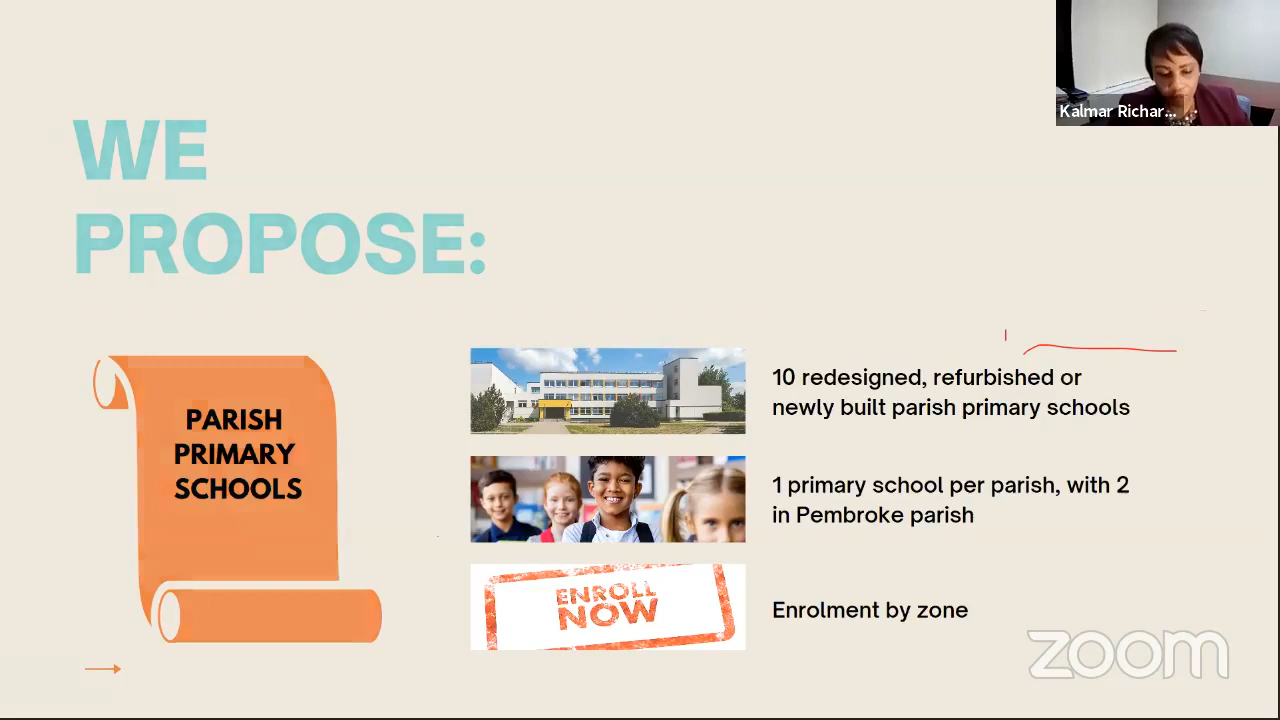 Kalmar Richar...
WE
PROPOSE:
PARISH
PRIMARY
SCHOOLS
10 redesigned, refurbished or
newly built parish primary schools
1 primary school per parish, with 2
in Pembroke parish
ENROLL
NOW
Enrolment by zone
zoom